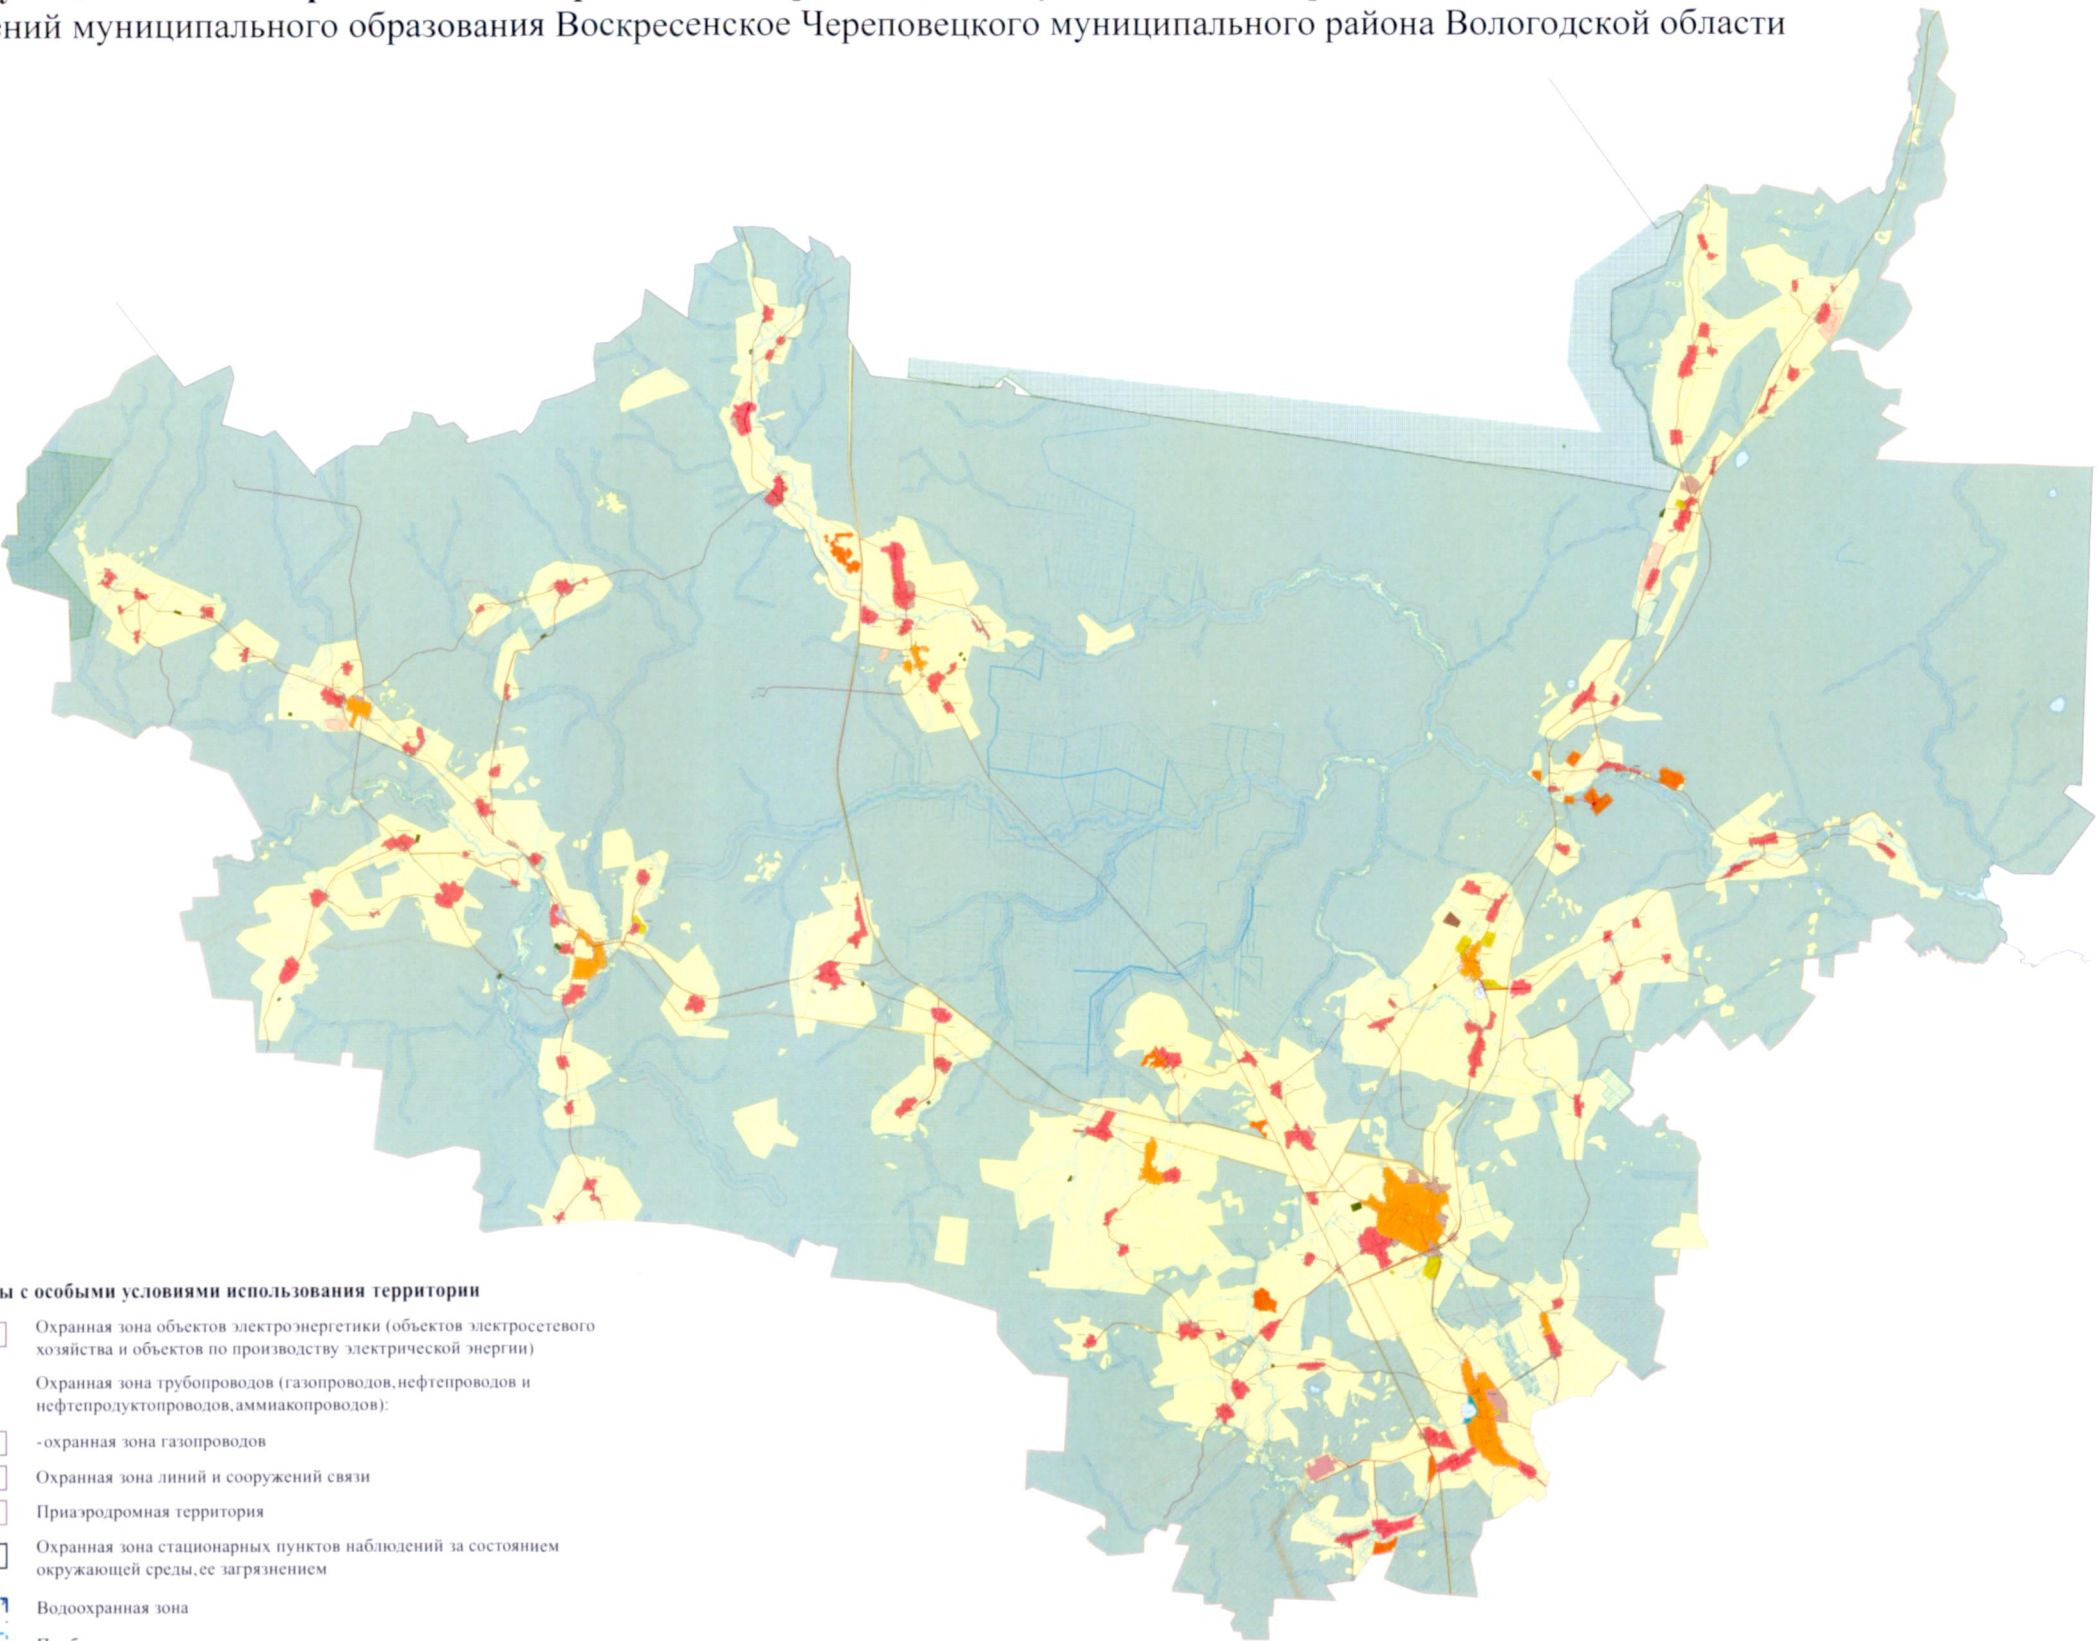 ений муниципального образования Воскресенское Череповецкого муниципального района Вологодской области
ы с особыми условиями использования территории
Охранная зона объектов электроэнергетики (объектов электросетевого
хозяйства и объектов по производству электрической энергии)
Охранная зона трубопроводов (газопроводов, нефтепроводов и
нефтепродуктопроводов, аммиакопроводов):
-охранная зона газопроводов
Охранная зона линий и сооружений связи
Приаэродромная территория
Охранная зона стационарных пунктов наблюдений за состоянием
окружающей среды, ее загрязнением
Водоохранная зона